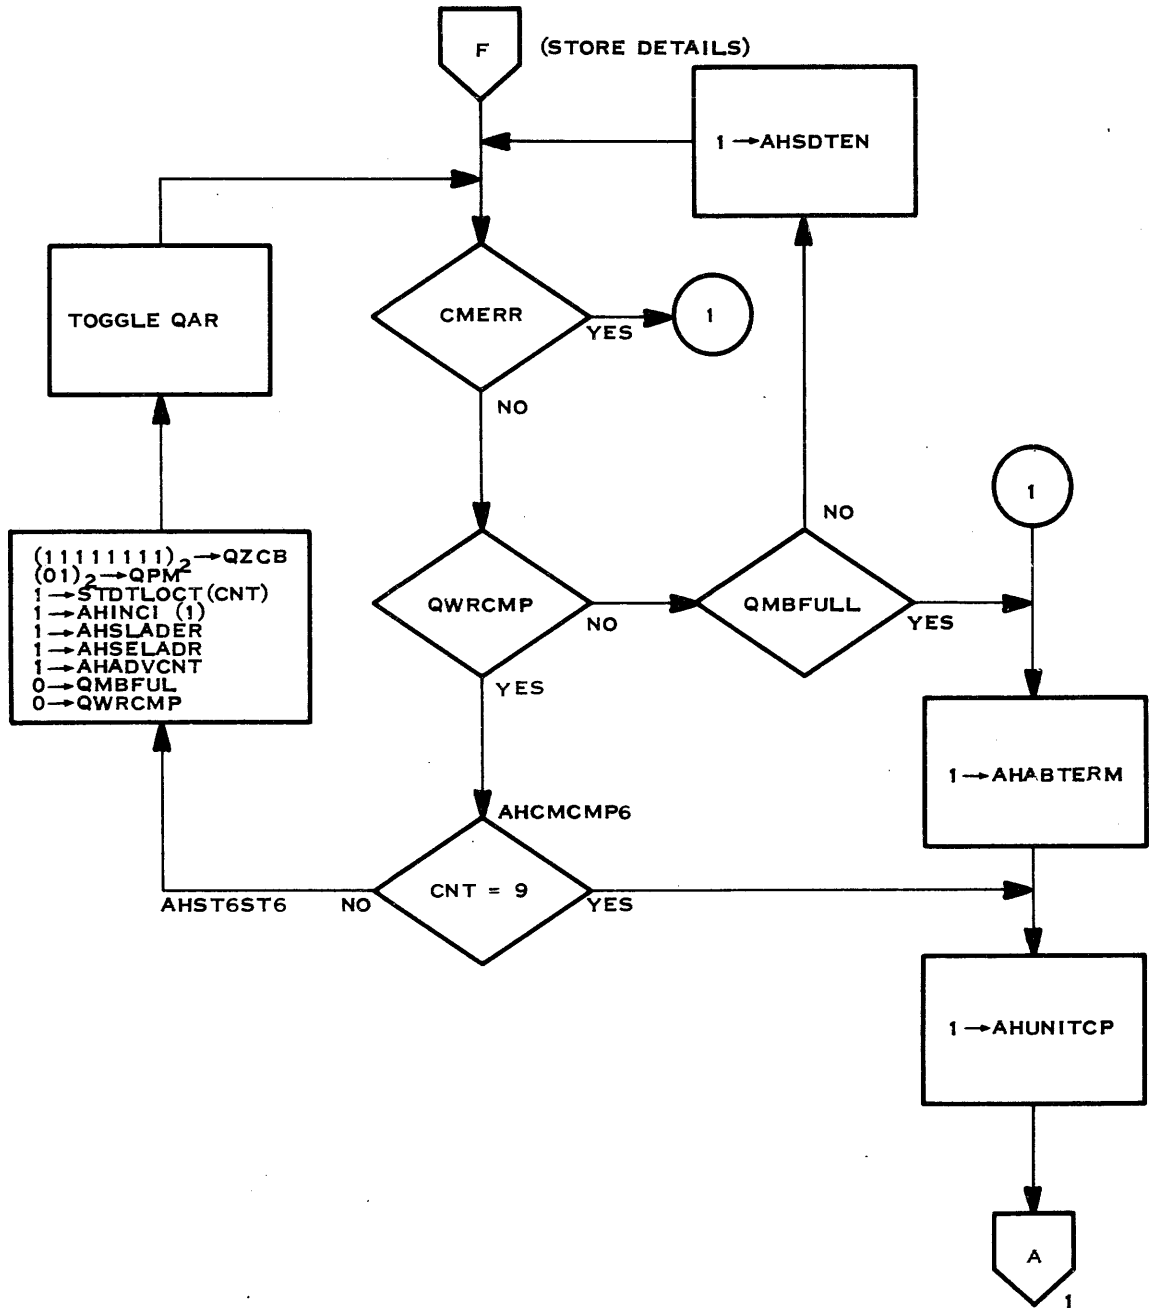 F (STORE DETAILS)
1→AHSDTEN
TOGGLE QAR
CMERR
YES
1
NO
1
NO
(11111111)₂→QZCB
(01)₂→QPM²
1→STDTLOCT(CNT)
1→AHINCI (1)
1→AHSLADER
1→AHSELADR
1→AHADVCNT
0→QMBFUL
0→QWRCMP
QWRCMP
NO
QMBFULL
YES
YES
1→AHABTERM
AHCMCMP6
CNT = 9
AHST6ST6 NO
YES
1→AHUNITCP
A
1